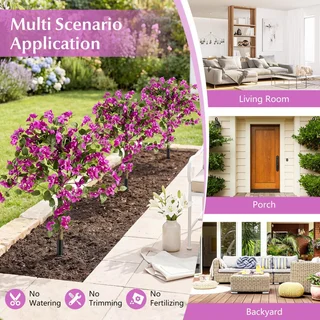 Multi Scenario
Application
Living Room
Porch
Backyard
No
Watering
No
Trimming
No
Fertilizing